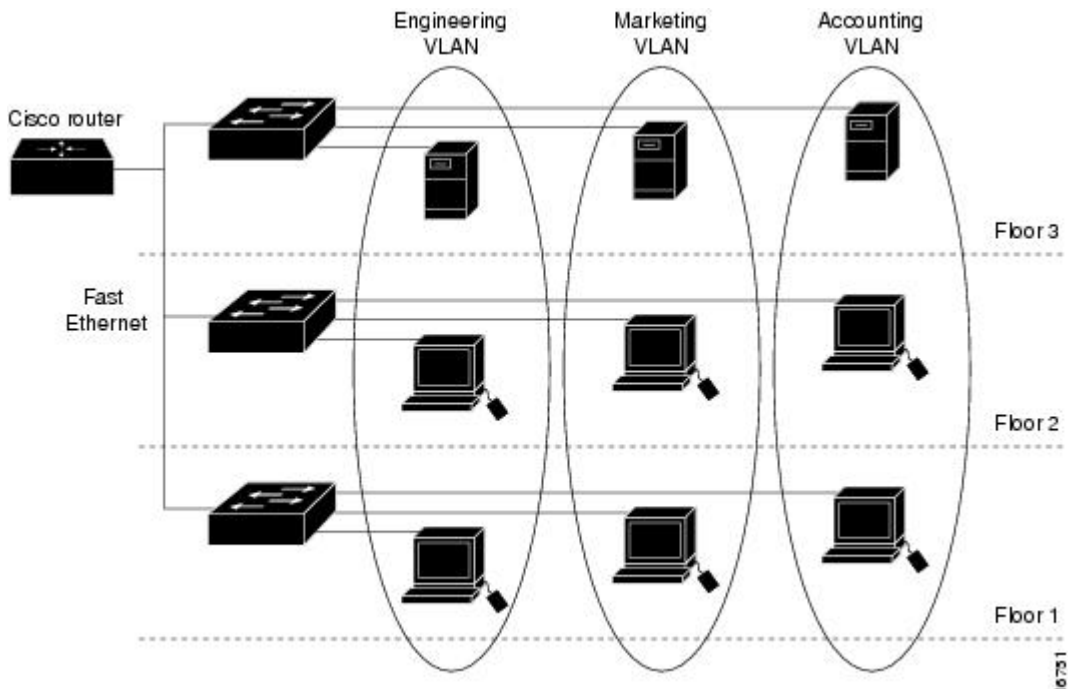 Engineering
VLAN
Marketing
VLAN
Accounting
VLAN
Cisco router
Floor 3
Fast
Ethernet
Floor 2
Floor 1